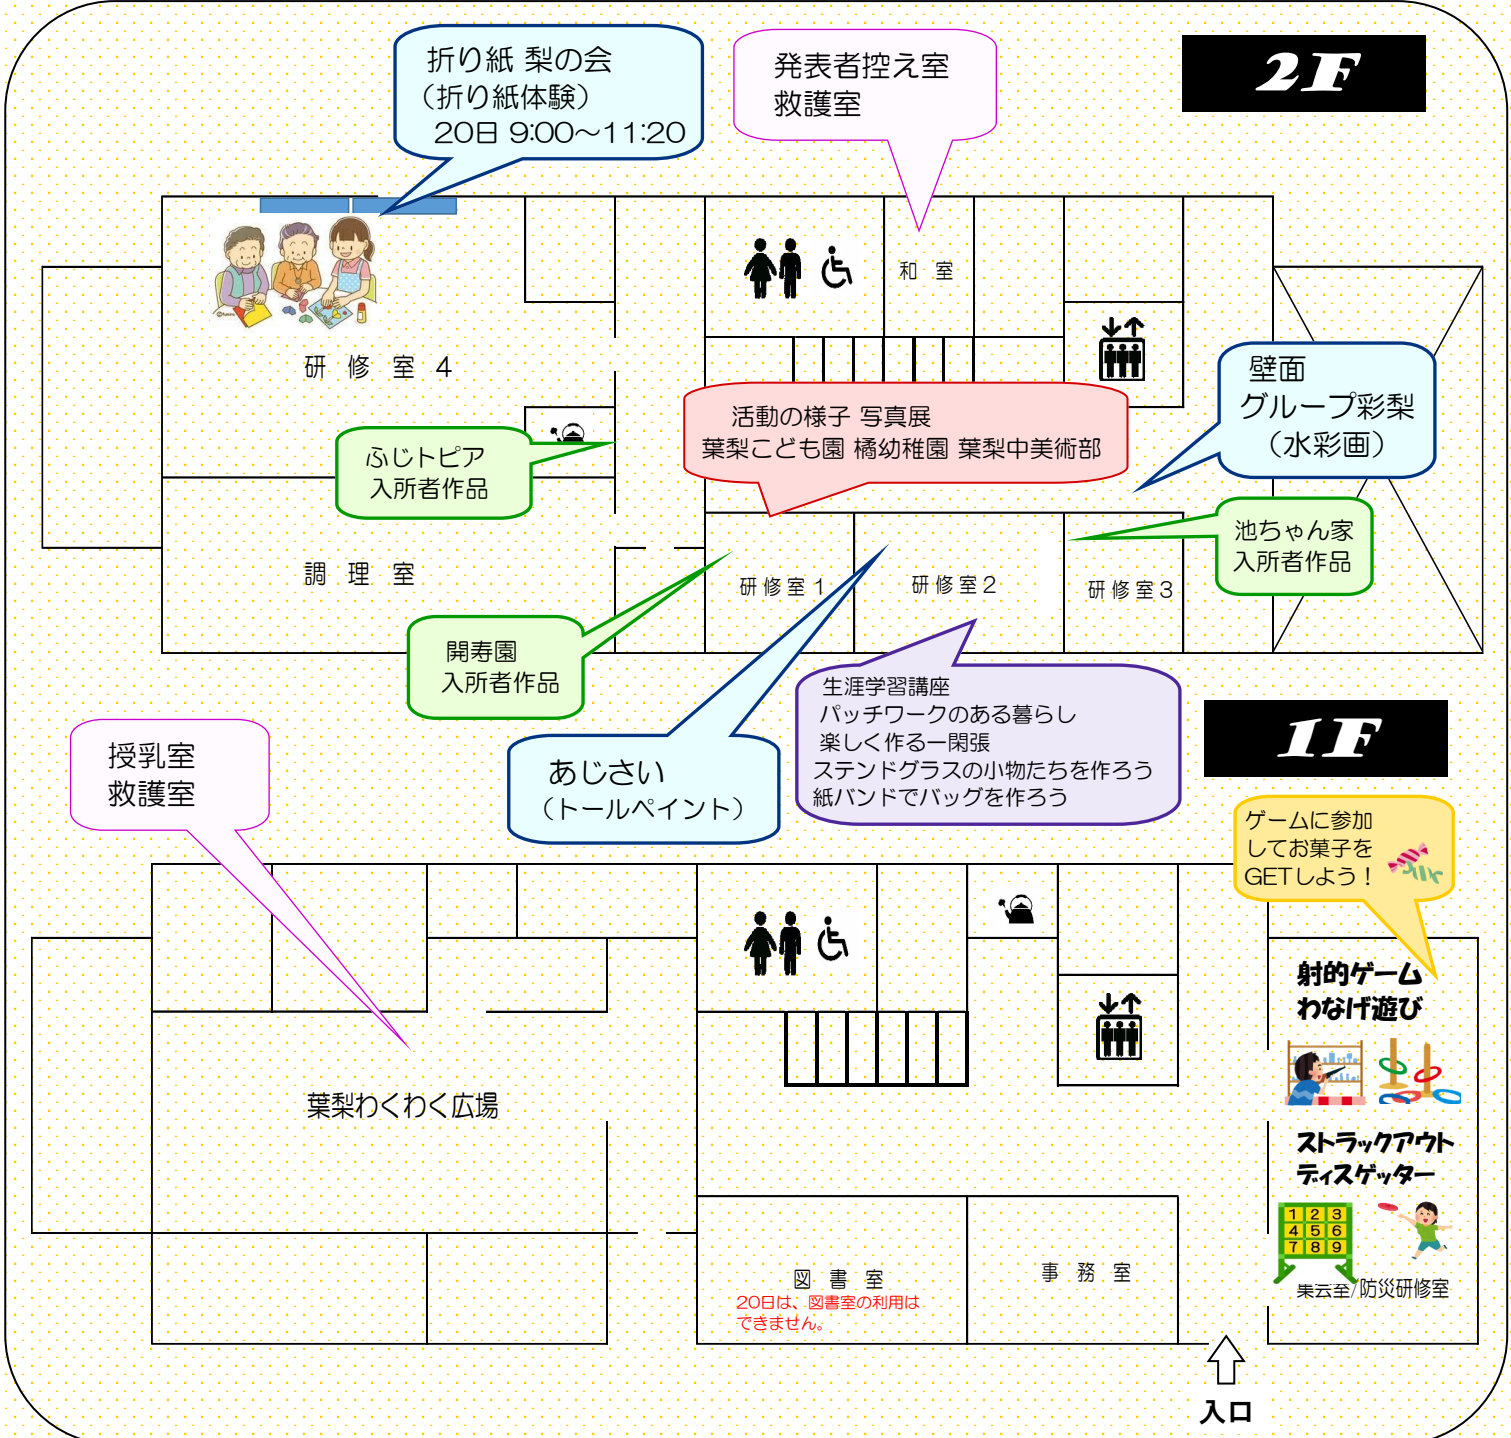 2F
折り紙 梨の会
（折り紙体験）
20日 9:00～11:20
発表者控え室
救護室
和 室
研 修 室 4
壁面
グループ彩梨
（水彩画）
活動の様子 写真展
葉梨こども園 橘幼稚園 葉梨中美術部
ふじトピア
入所者作品
池ちゃん家
入所者作品
調 理 室
研修室1
研修室2
研修室3
開寿園
入所者作品
生涯学習講座
パッチワークのある暮らし
楽しく作る一閑張
ステンドグラスの小物たちを作ろう
紙バンドでバッグを作ろう
あじさい
（トールペイント）
1F
授乳室
救護室
ゲームに参加
してお菓子を
GETしよう！
射的ゲーム
わなげ遊び
葉梨わくわく広場
ストラックアウト
ディスゲッター
1 2 3
4 5 6
7 8 9
集会室/防災研修室
図 書 室
20日は、図書室の利用は
できません。
事 務 室
入口